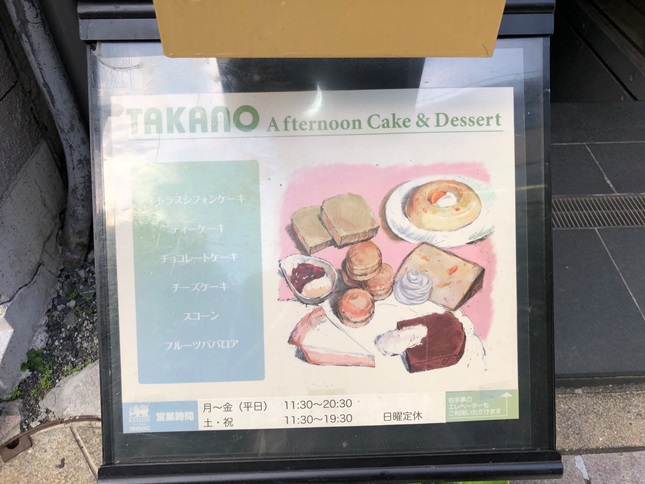 TAKANO Afternoon Cake & Dessert
シトラスシフォンケーキ
ティーケーキ
チョコレートケーキ
チーズケーキ
スコーン
フルーツババロア
営業時間
月〜金（平日） 11:30〜20:30
土・祝 11:30〜19:30 日曜定休
右手奥の
エレベーターも
ご利用いただけます
TAKANO